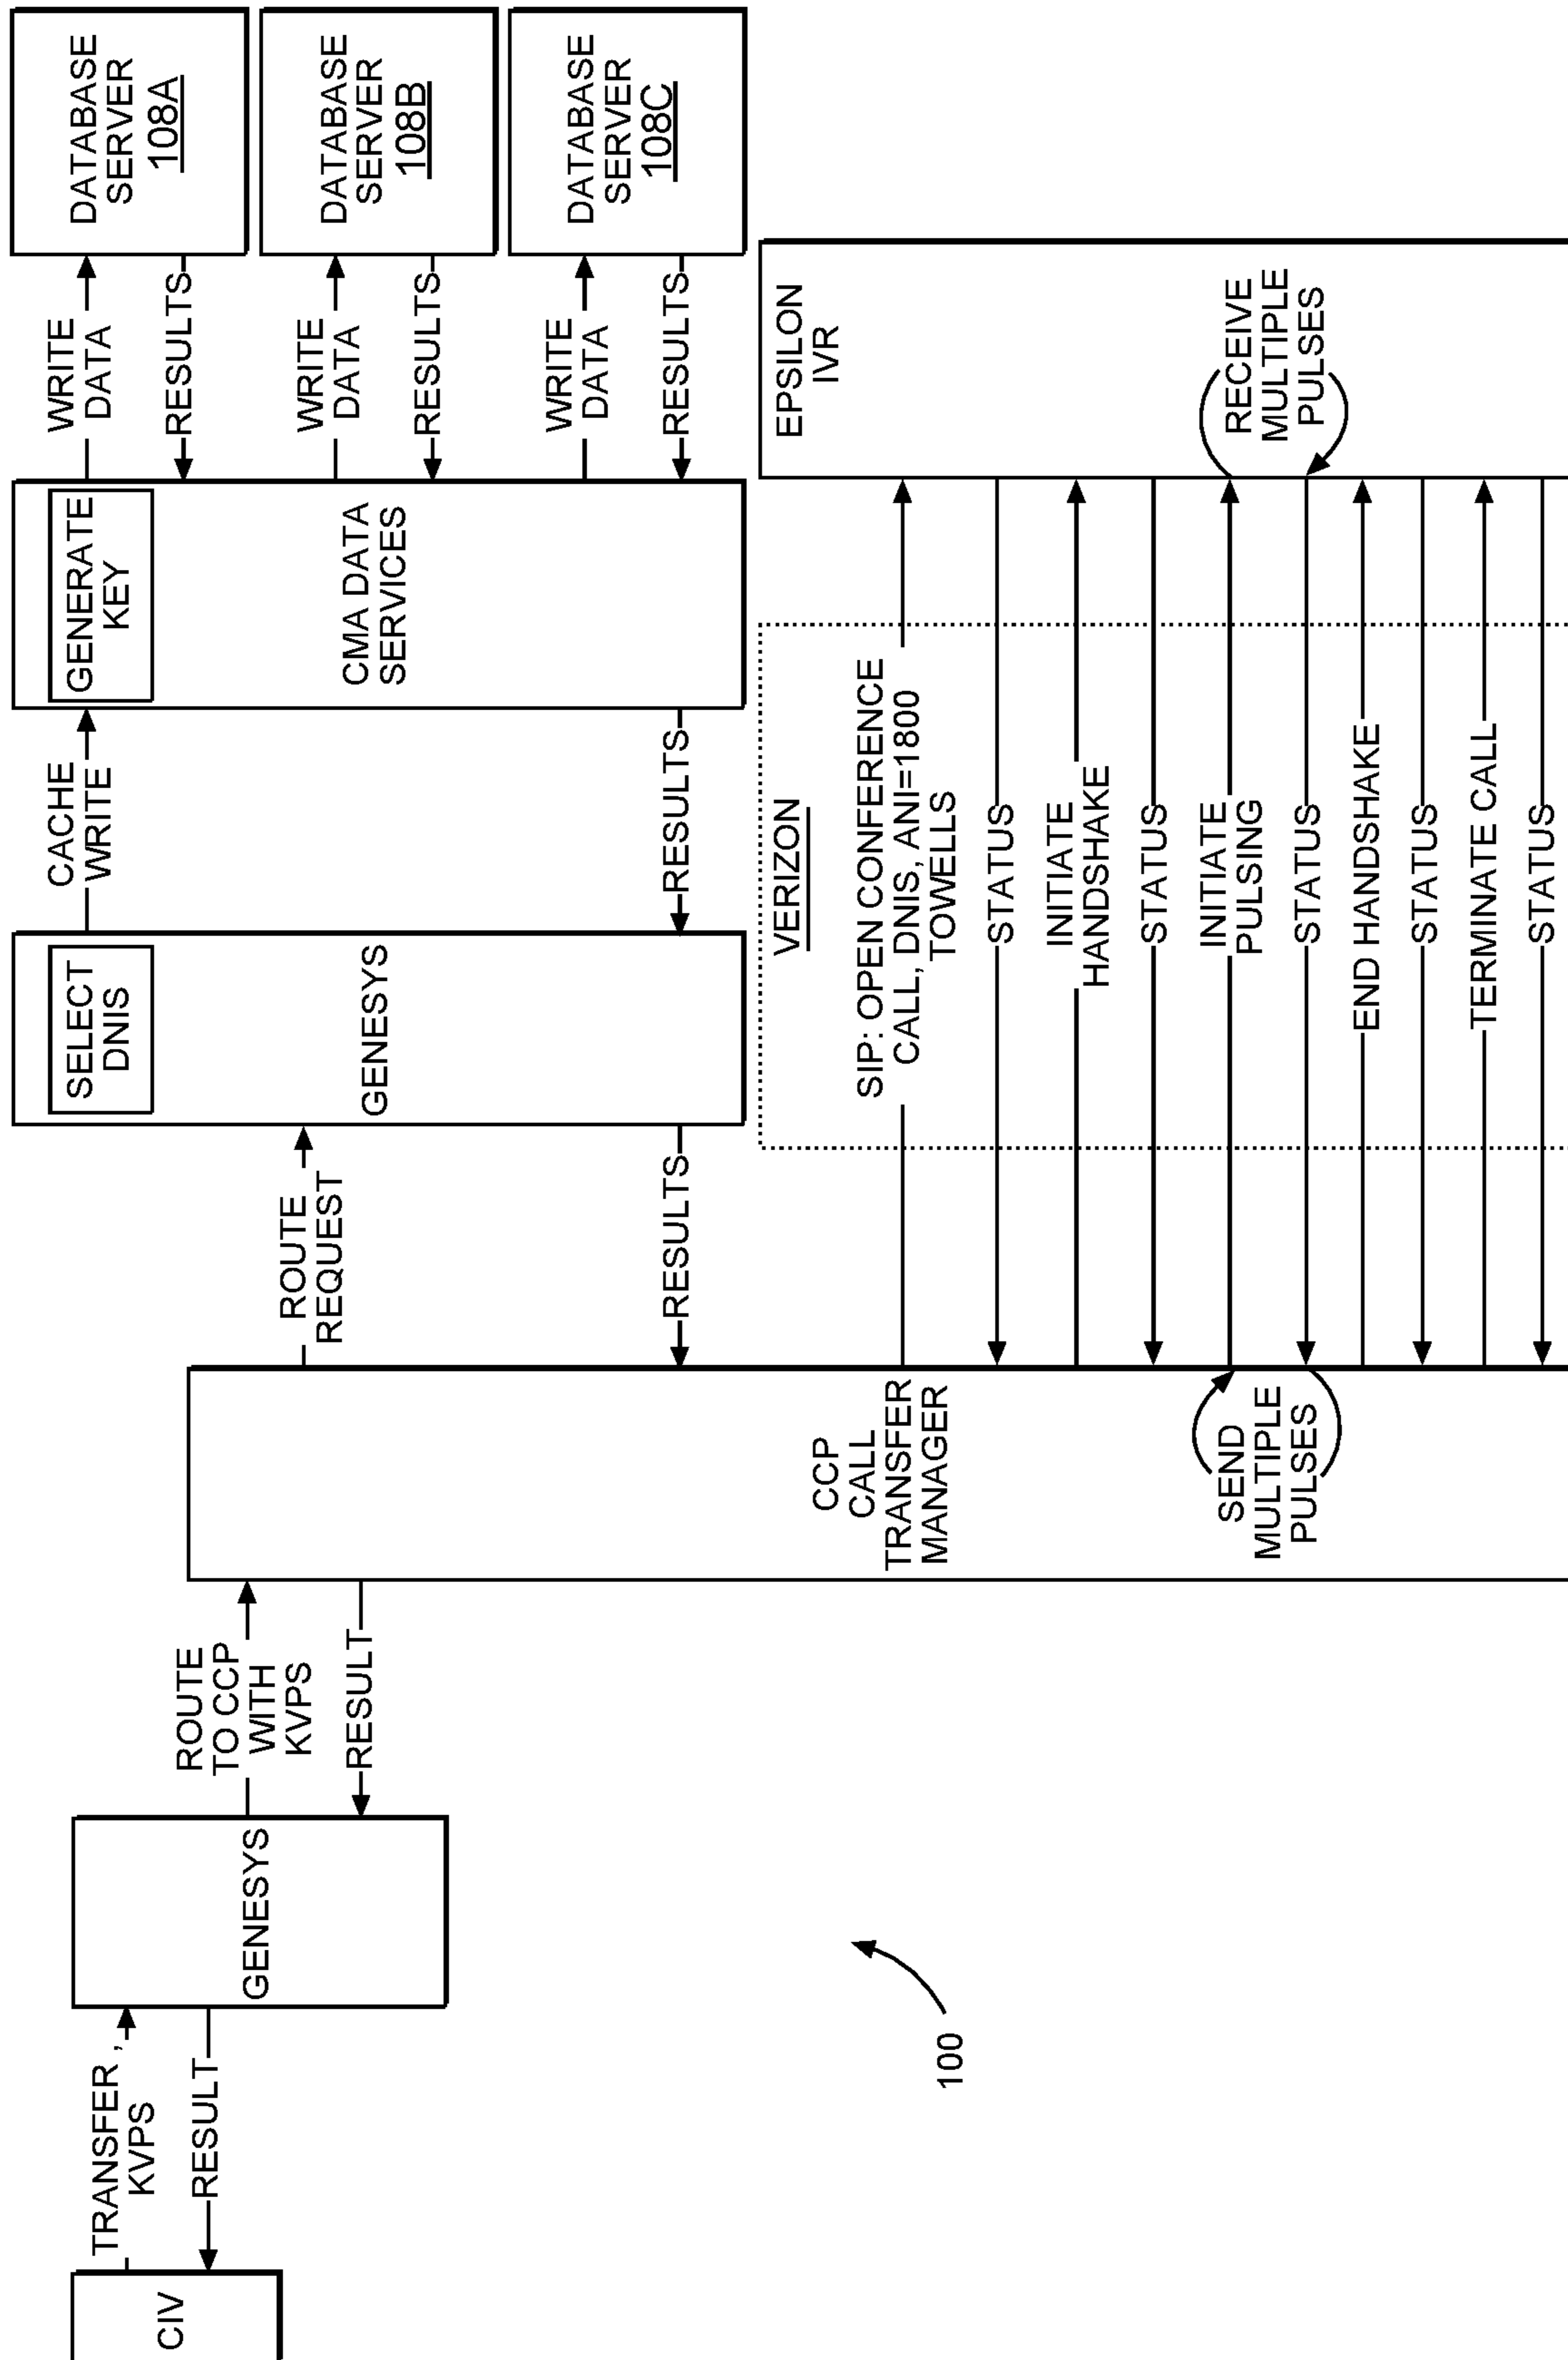 CIV
TRANSFER,
KVPS
RESULT
GENESYS
ROUTE
TO CCP
WITH
KVPS
RESULT
CCP
CALL
TRANSFER
MANAGER
SEND
MULTIPLE
PULSES
ROUTE
REQUEST
RESULTS
SELECT
DNIS
GENESYS
CACHE
WRITE
RESULTS
GENERATE
KEY
CMA DATA
SERVICES
WRITE
DATA
RESULTS
WRITE
DATA
RESULTS
WRITE
DATA
RESULTS
DATABASE
SERVER
108A
DATABASE
SERVER
108B
DATABASE
SERVER
108C
VERIZON
SIP: OPEN CONFERENCE
CALL, DNIS, ANI=1800
TOWELLS
STATUS
INITIATE
HANDSHAKE
STATUS
INITIATE
PULSING
STATUS
END HANDSHAKE
STATUS
TERMINATE CALL
STATUS
EPSILON
IVR
RECEIVE
MULTIPLE
PULSES
100